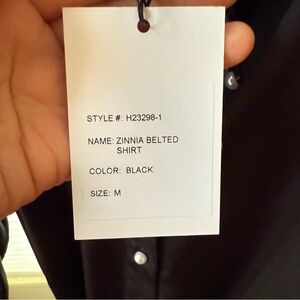 STYLE #: H23298-1
NAME: ZINNIA BELTED
SHIRT
COLOR: BLACK
SIZE: M